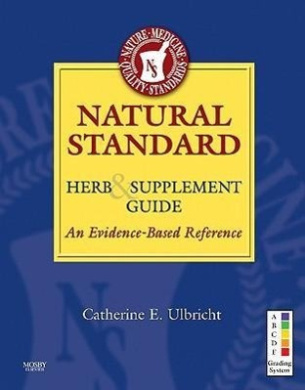 NATURE·MEDICINE
QUALITY·STANDARDS
NS
NATURAL
STANDARD
HERB & SUPPLEMENT
GUIDE
An Evidence-Based Reference
Catherine E. Ulbricht
MOSBY
ELSEVIER
A
B
C
D
F
Grading
System